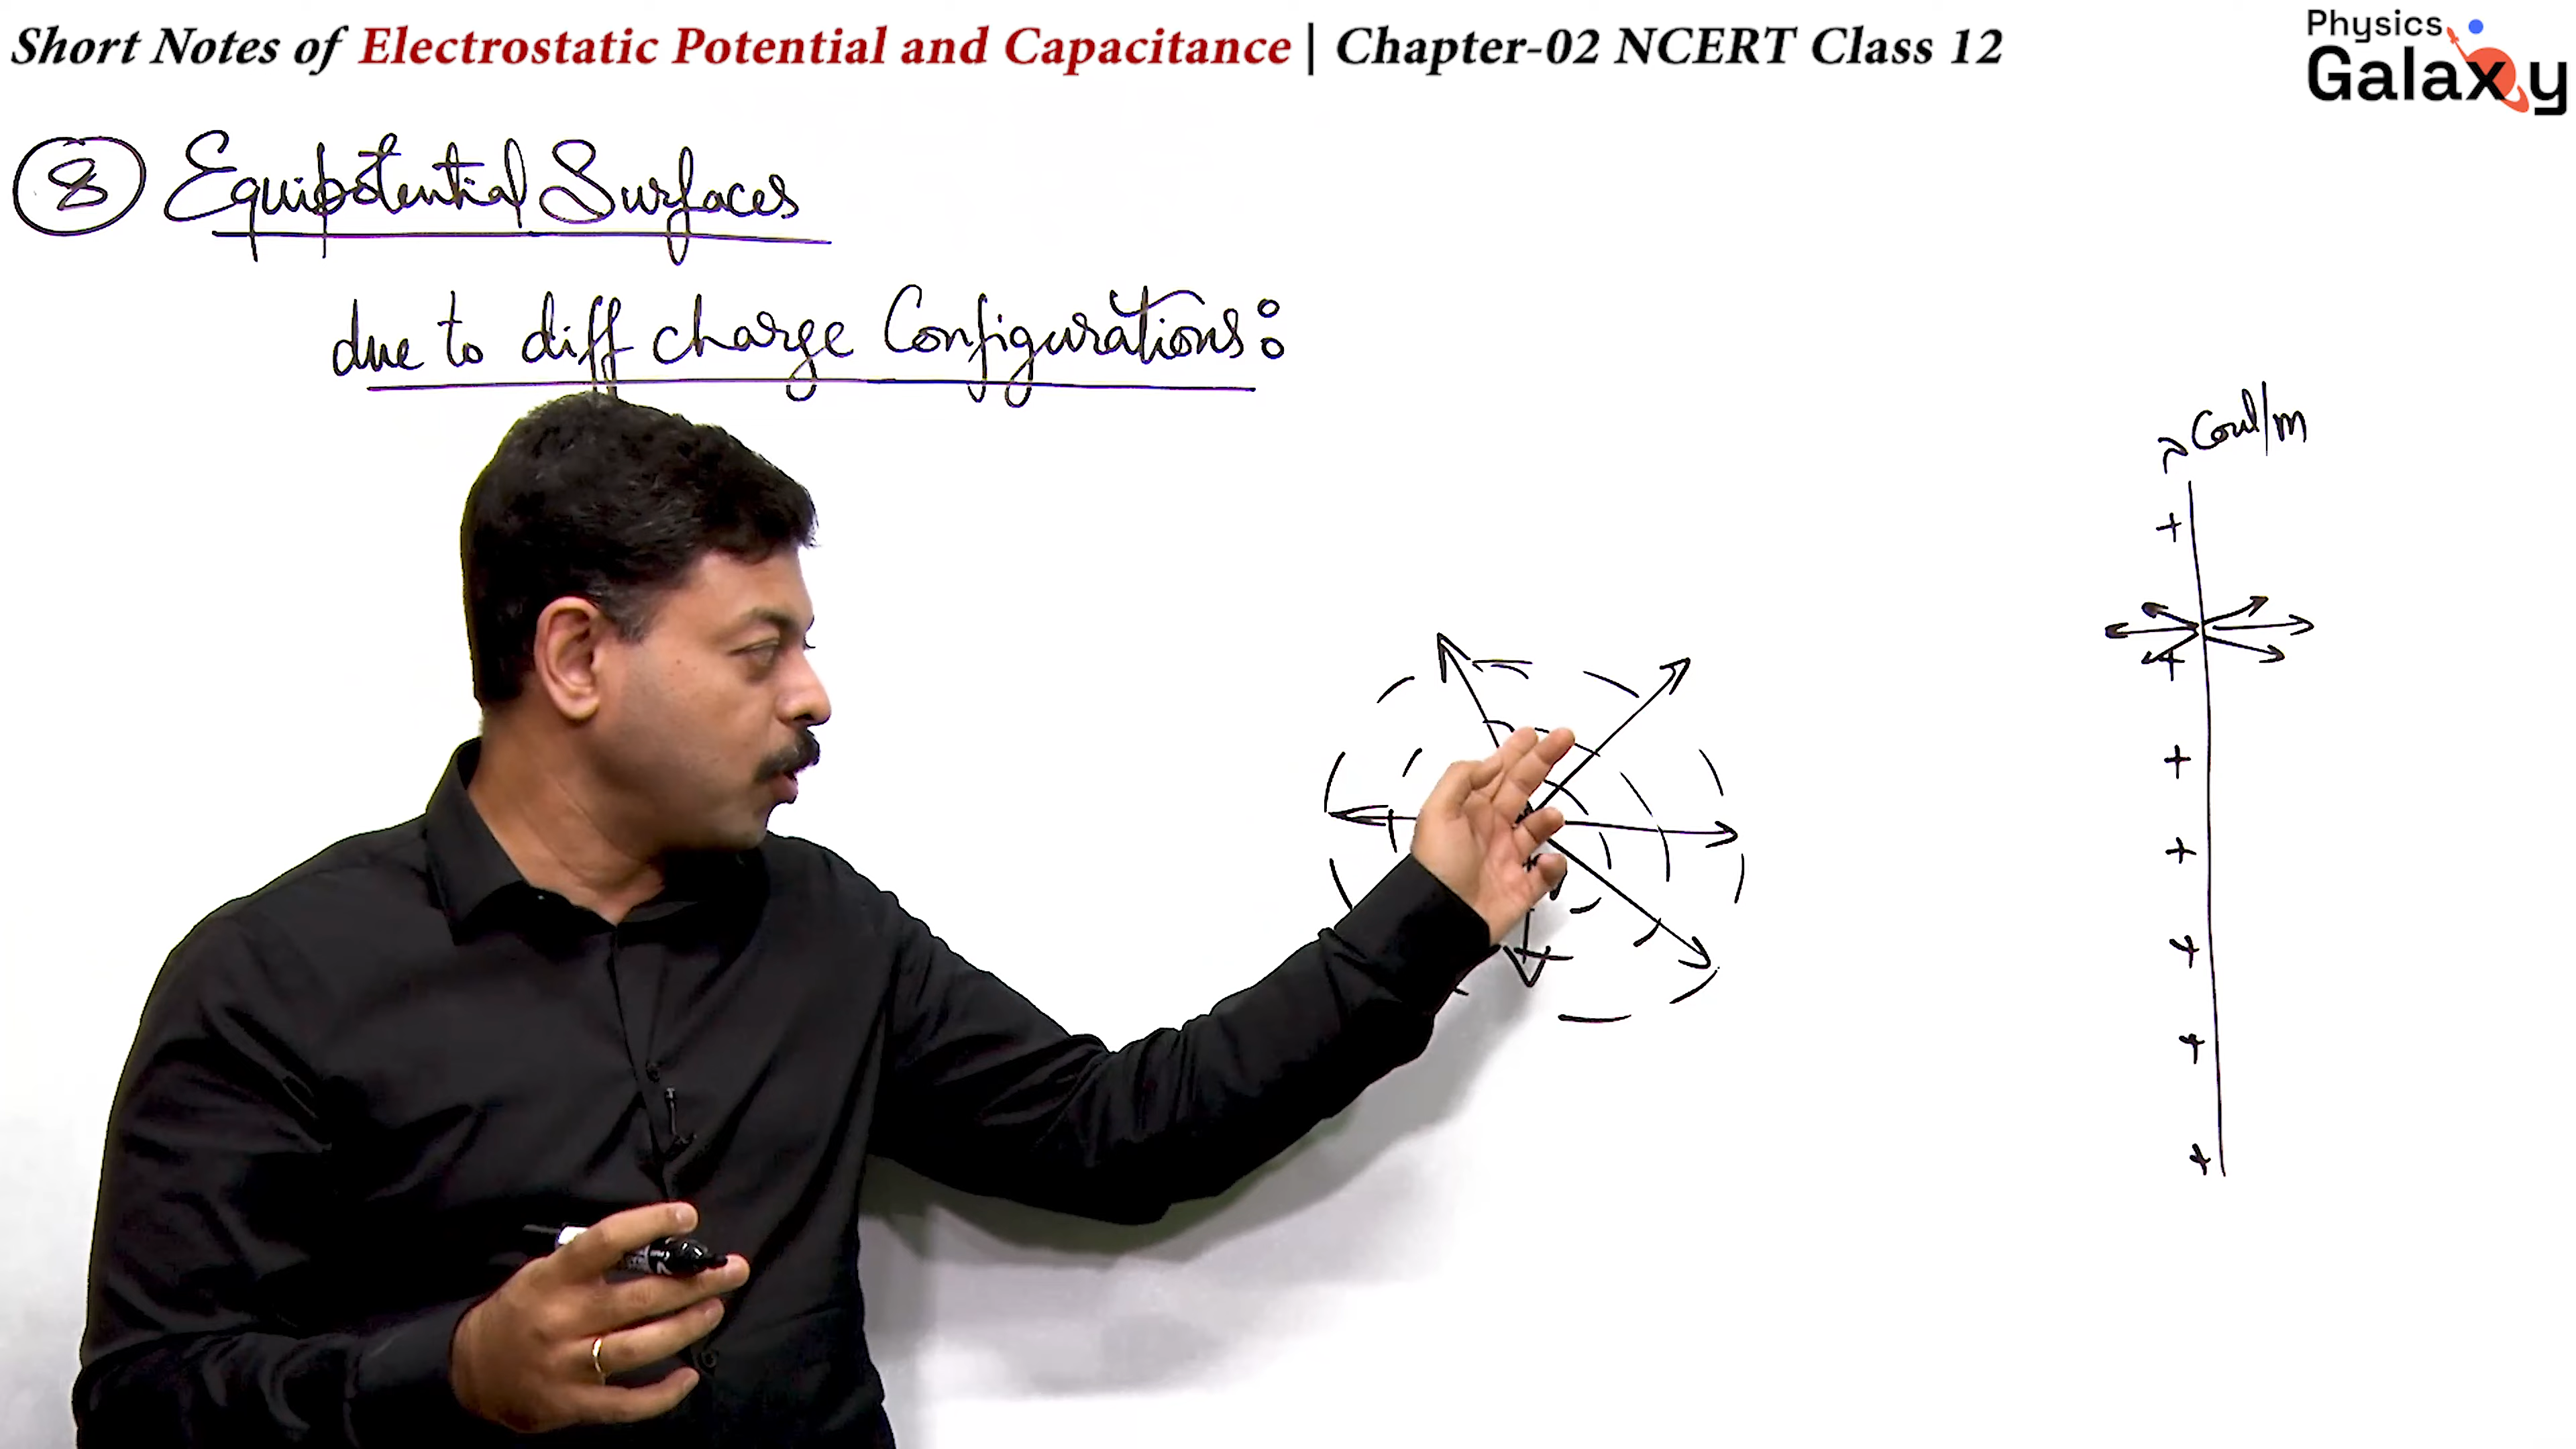 Short Notes of Electrostatic Potential and Capacitance | Chapter-02 NCERT Class 12
Physics
Galaxy
8 Equipotential Surfaces
due to diff charge Configurations:
λ Coul/m
+
+
+
+
+
+
+
+